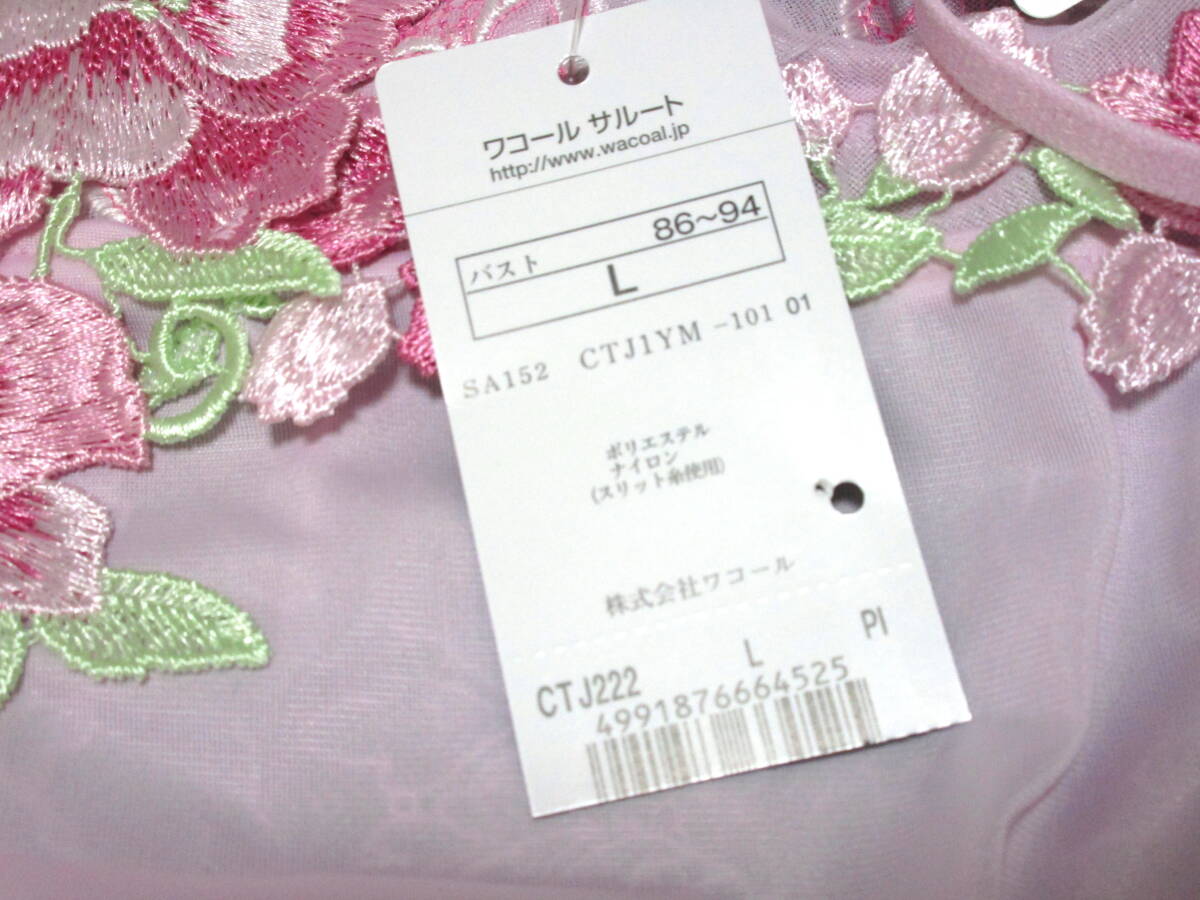 ワコール サルート
http://www.wacoal.jp
バスト 86～94
L
SA152 CTJ1YM -101 01
ポリエステル
ナイロン
(スリット糸使用)
株式会社ワコール
CTJ222 L PI
4991876664525